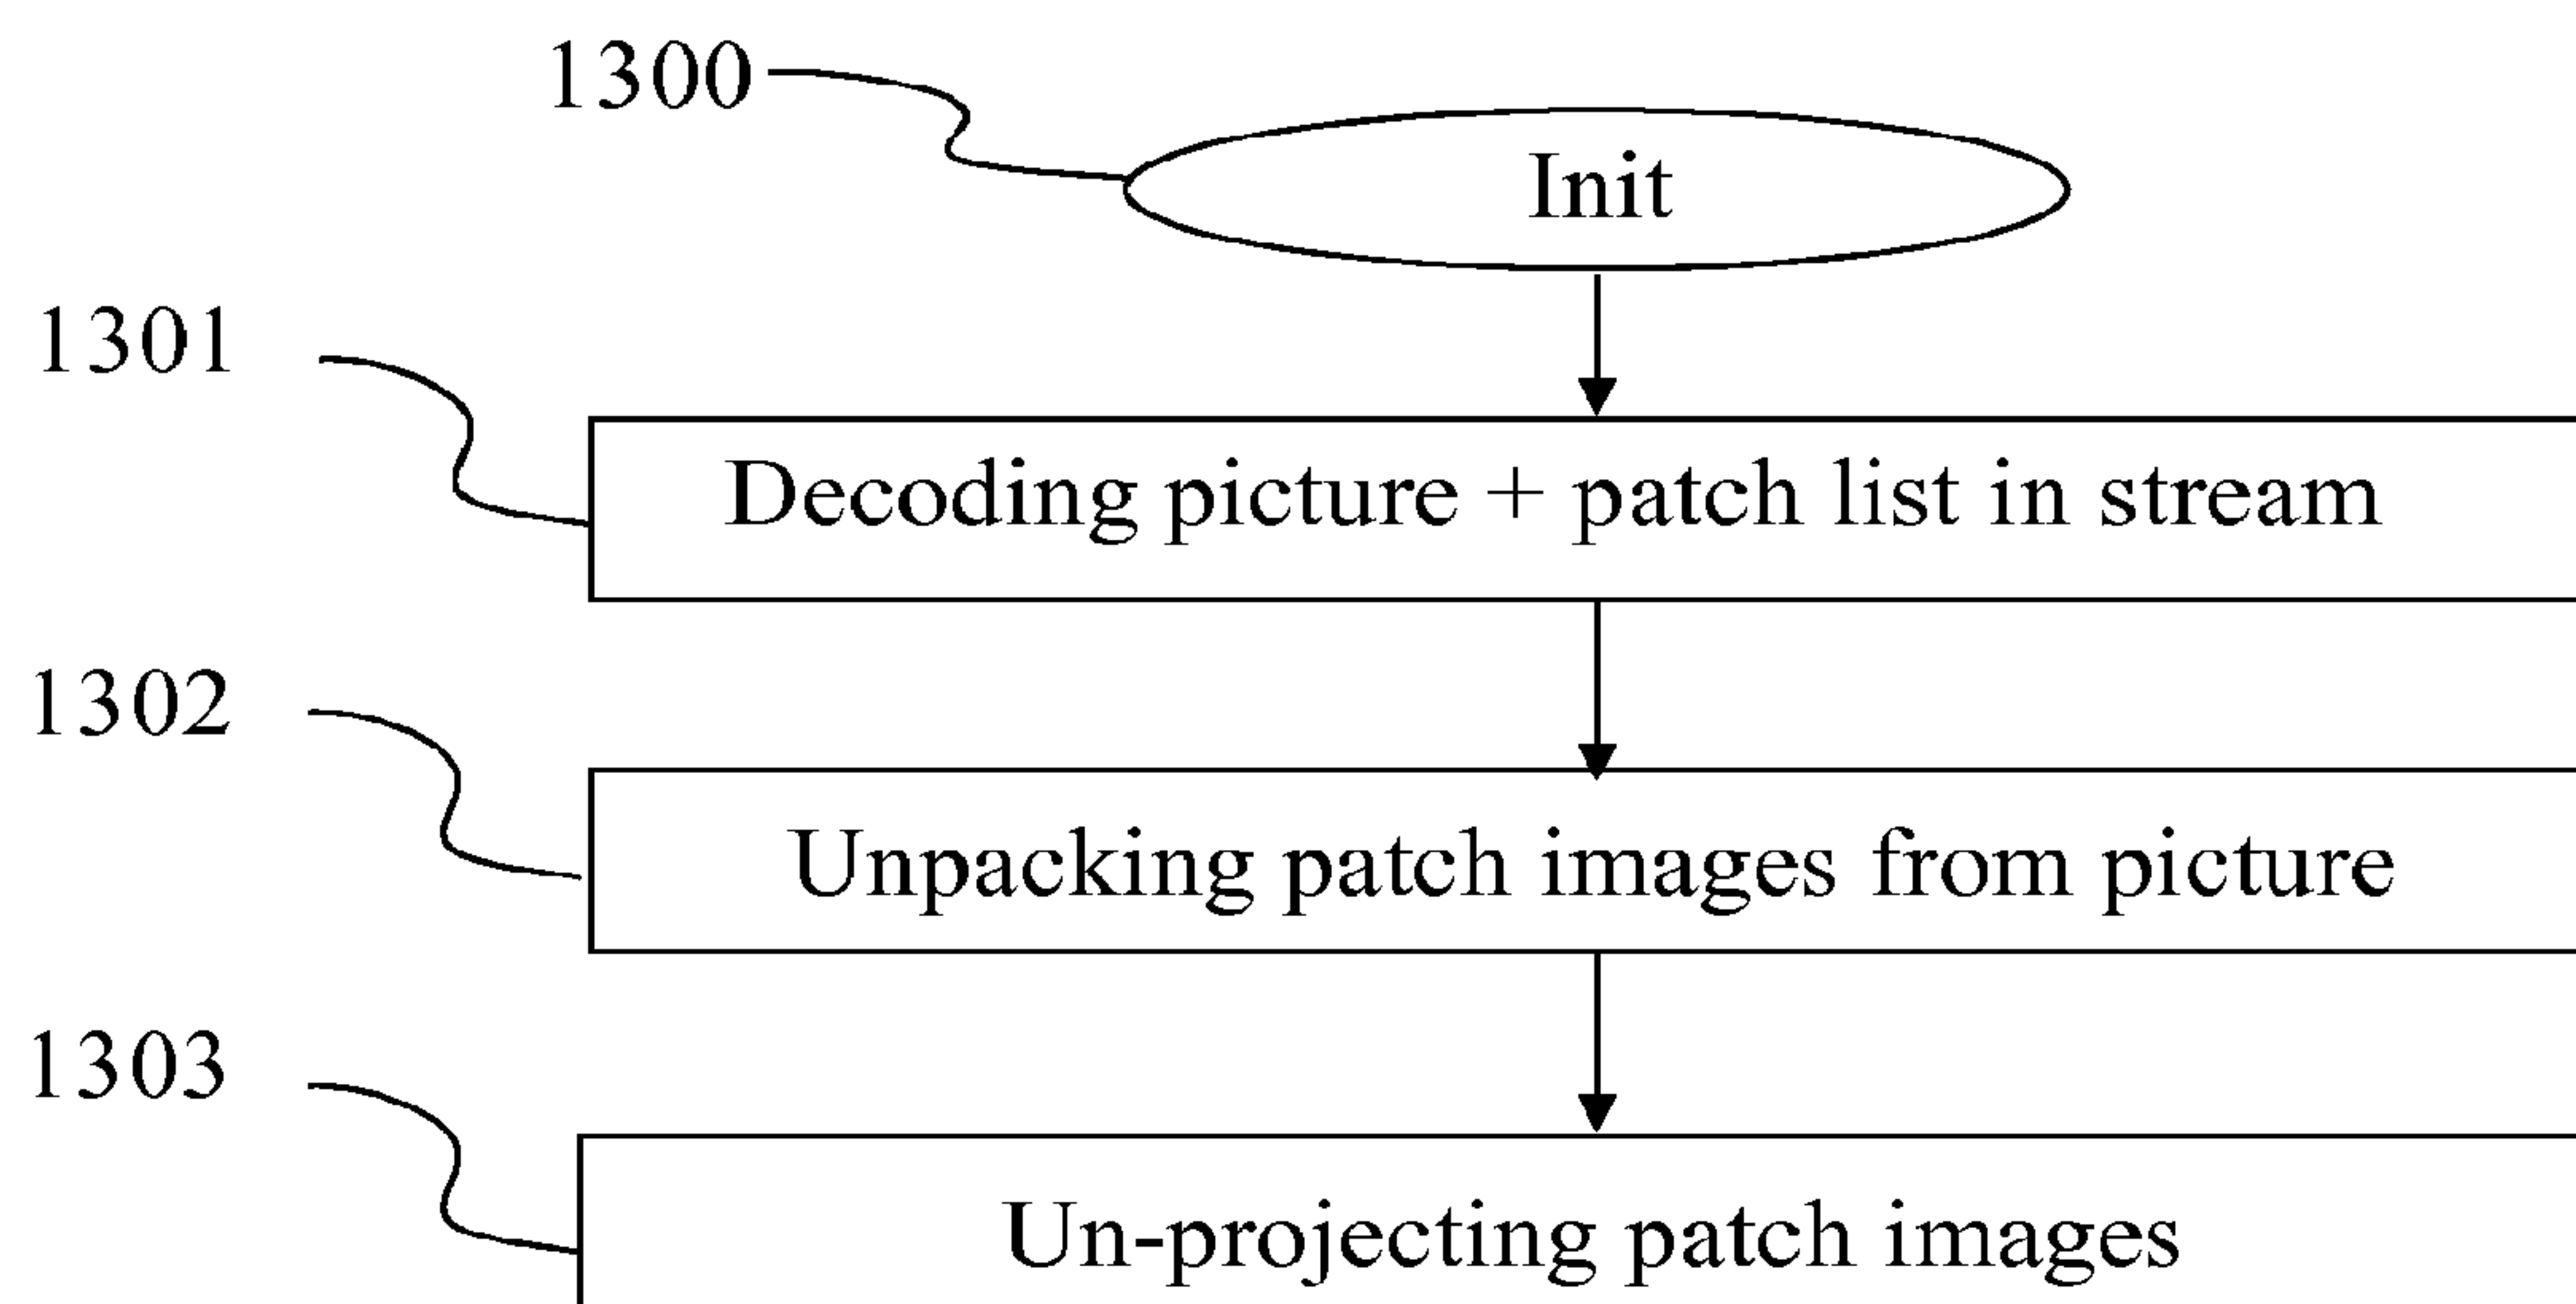 1300
Init
1301
Decoding picture + patch list in stream
1302
Unpacking patch images from picture
1303
Un-projecting patch images